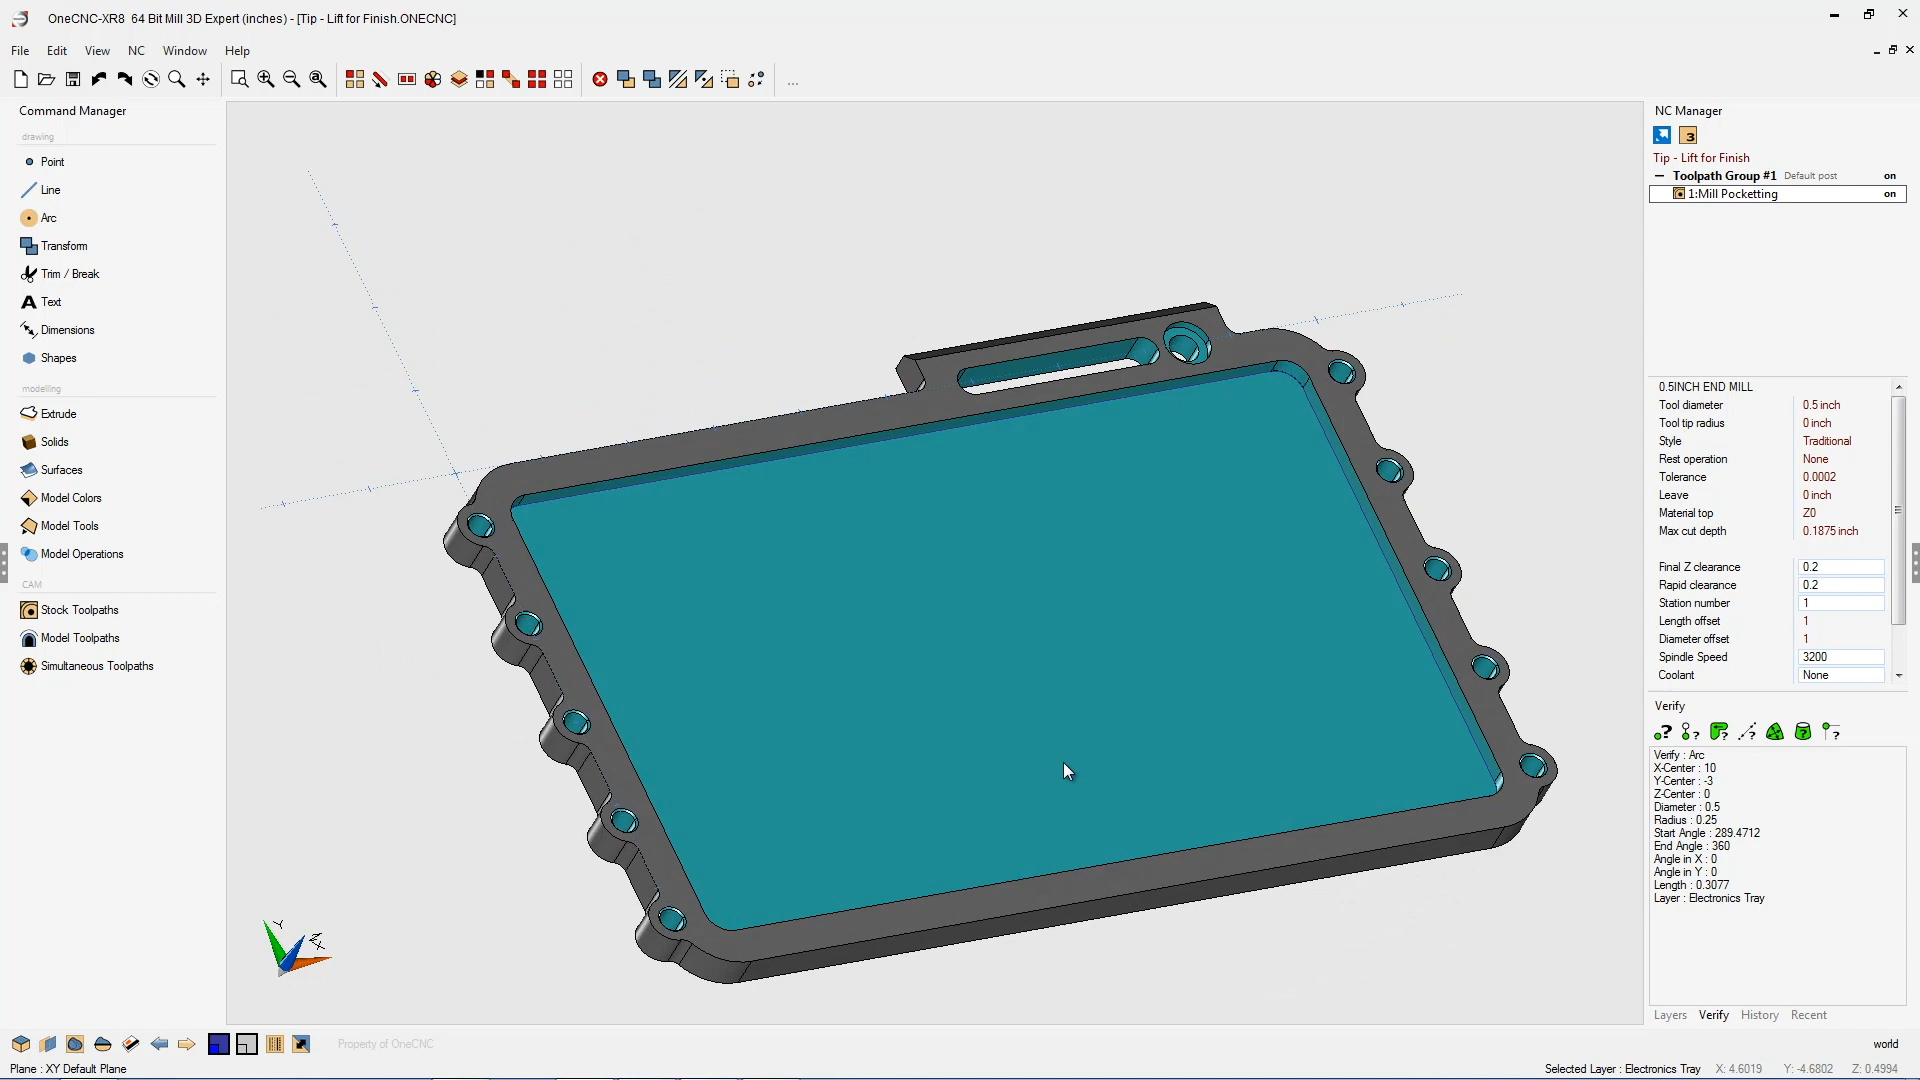 OneCNC-XR8 64 Bit Mill 3D Expert (inches) - [Tip - Lift for Finish.ONECNC]
File Edit View NC Window Help
Command Manager
drawing
Point
Line
Arc
Transform
Trim / Break
Text
Dimensions
Shapes
modelling
Extrude
Solids
Surfaces
Model Colors
Model Tools
Model Operations
CAM
Stock Toolpaths
Model Toolpaths
Simultaneous Toolpaths
Y
Z
X
NC Manager
3
Tip - Lift for Finish
Toolpath Group #1 Default post on
1:Mill Pocketting on
0.5INCH END MILL
Tool diameter 0.5 inch
Tool tip radius 0 inch
Style Traditional
Rest operation None
Tolerance 0.0002
Leave 0 inch
Material top Z0
Max cut depth 0.1875 inch
Final Z clearance 0.2
Rapid clearance 0.2
Station number 1
Length offset 1
Diameter offset 1
Spindle Speed 3200
Coolant None
Verify
Verify : Arc
X-Center : 10
Y-Center : -3
Z-Center : 0
Diameter : 0.5
Radius : 0.25
Start Angle : 289.4712
End Angle : 360
Angle in X : 0
Angle in Y : 0
Length : 0.3077
Layer : Electronics Tray
Layers Verify History Recent
Property of OneCNC
world
Plane : XY Default Plane
Selected Layer : Electronics Tray X: 4.6019 Y: -4.6802 Z: 0.4994